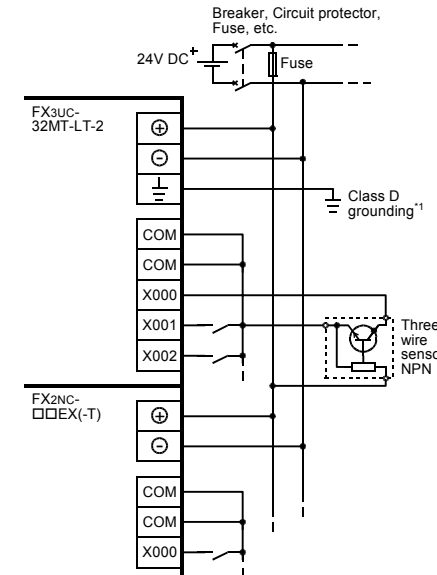 Breaker, Circuit protector,
Fuse, etc.
24V DC
+
Fuse
FX3UC-
32MT-LT-2
⊕
⊖
Class D
grounding*1
COM
COM
X000
X001
X002
Three
wire
senso
NPN
FX2NC-
□□EX(-T)
⊕
⊖
COM
COM
X000